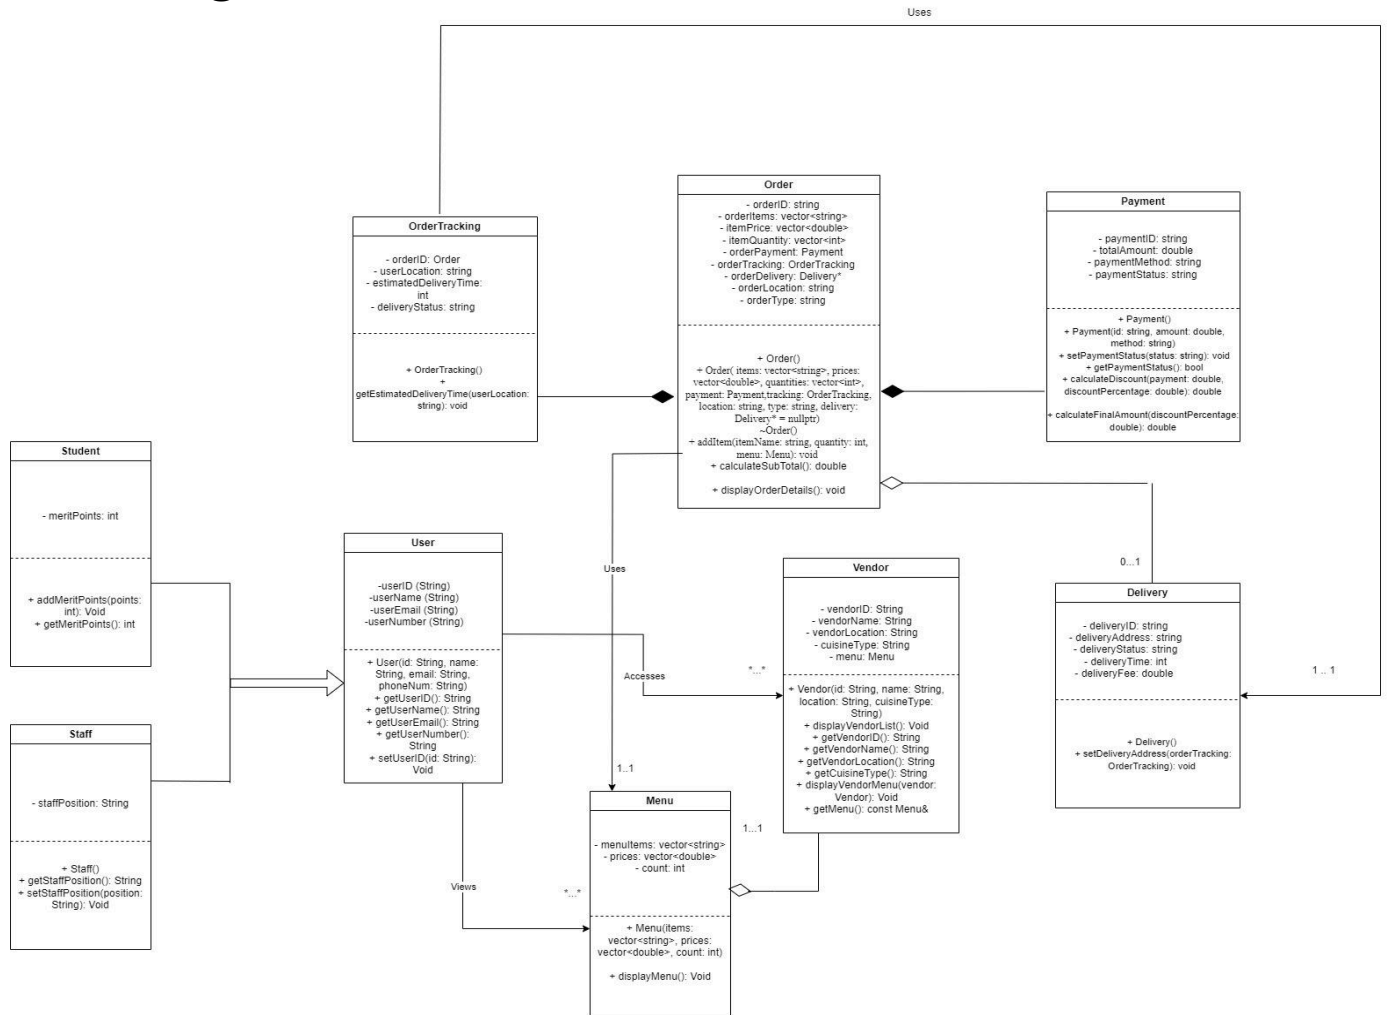 Uses
Order
- orderID: string
- orderItems: vector<string>
- itemPrice: vector<double>
- itemQuantity: vector<int>
- orderPayment: Payment
- orderTracking: OrderTracking
- orderDelivery: Delivery*
- orderLocation: string
- orderType: string
+ Order()
+ Order( items: vector<string>, prices:
vector<double>, quantities: vector<int>,
payment: Payment,tracking: OrderTracking,
location: string, type: string, delivery:
Delivery* = nullptr)
~Order()
+ addItem(itemName: string, quantity: int,
menu: Menu): void
+ calculateSubTotal(): double
+ displayOrderDetails(): void
Payment
- paymentID: string
- totalAmount: double
- paymentMethod: string
- paymentStatus: string
+ Payment()
+ Payment(id: string, amount: double,
method: string)
+ setPaymentStatus(status: string): void
+ getPaymentStatus(): bool
+ calculateDiscount(payment: double,
discountPercentage: double): double
+ calculateFinalAmount(discountPercentage:
double): double
OrderTracking
- orderID: Order
- userLocation: string
- estimatedDeliveryTime:
int
- deliveryStatus: string
+ OrderTracking()
+
getEstimatedDeliveryTime(userLocation:
string): void
Student
- meritPoints: int
+ addMeritPoints(points:
int): Void
+ getMeritPoints(): int
User
-userID (String)
-userName (String)
-userEmail (String)
-userNumber (String)
+ User(id: String, name:
String, email: String,
phoneNum: String)
+ getUserID(): String
+ getUserName(): String
+ getUserEmail(): String
+ getUserNumber():
String
+ setUserID(id: String):
Void
Uses
Accesses
*...*
Vendor
- vendorID: String
- vendorName: String
- vendorLocation: String
- cuisineType: String
- menu: Menu
+ Vendor(id: String, name: String,
location: String, cuisineType:
String)
+ displayVendorList(): Void
+ getVendorID(): String
+ getVendorName(): String
+ getVendorLocation(): String
+ getCuisineType(): String
+ displayVendorMenu(vendor:
Vendor): Void
+ getMenu(): const Menu&
0...1
Delivery
- deliveryID: string
- deliveryAddress: string
- deliveryStatus: string
- deliveryTime: int
- deliveryFee: double
+ Delivery()
+ setDeliveryAddress(orderTracking:
OrderTracking): void
1 .. 1
Staff
- staffPosition: String
+ Staff()
+ getStaffPosition(): String
+ setStaffPosition(position:
String): Void
1..1
Menu
- menuItems: vector<string>
- prices: vector<double>
- count: int
+ Menu(items:
vector<string>, prices:
vector<double>, count: int)
+ displayMenu(): Void
1...1
Views
*...*